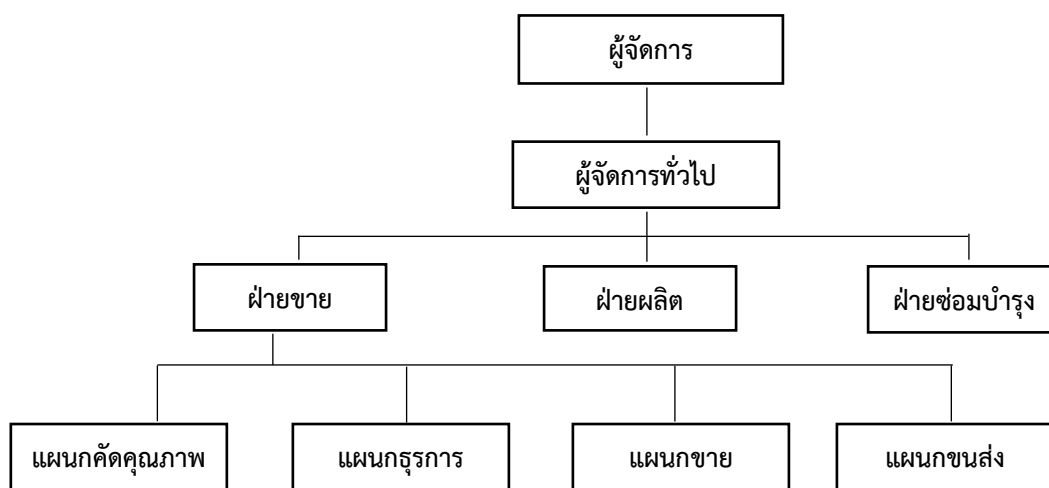 ผู้จัดการ
ผู้จัดการทั่วไป
ฝ่ายขาย
ฝ่ายผลิต
ฝ่ายซ่อมบำรุง
แผนกคัดคุณภาพ
แผนกธุรการ
แผนกขาย
แผนกขนส่ง